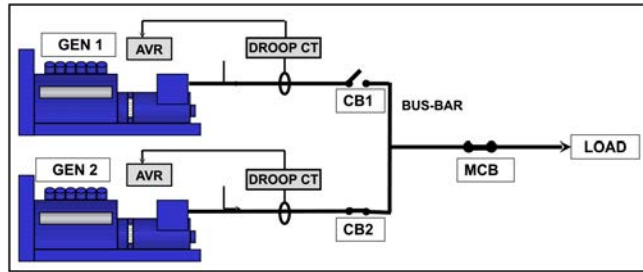 GEN 1
AVR
DROOP CT
CB1
BUS-BAR
MCB
LOAD
GEN 2
AVR
DROOP CT
CB2